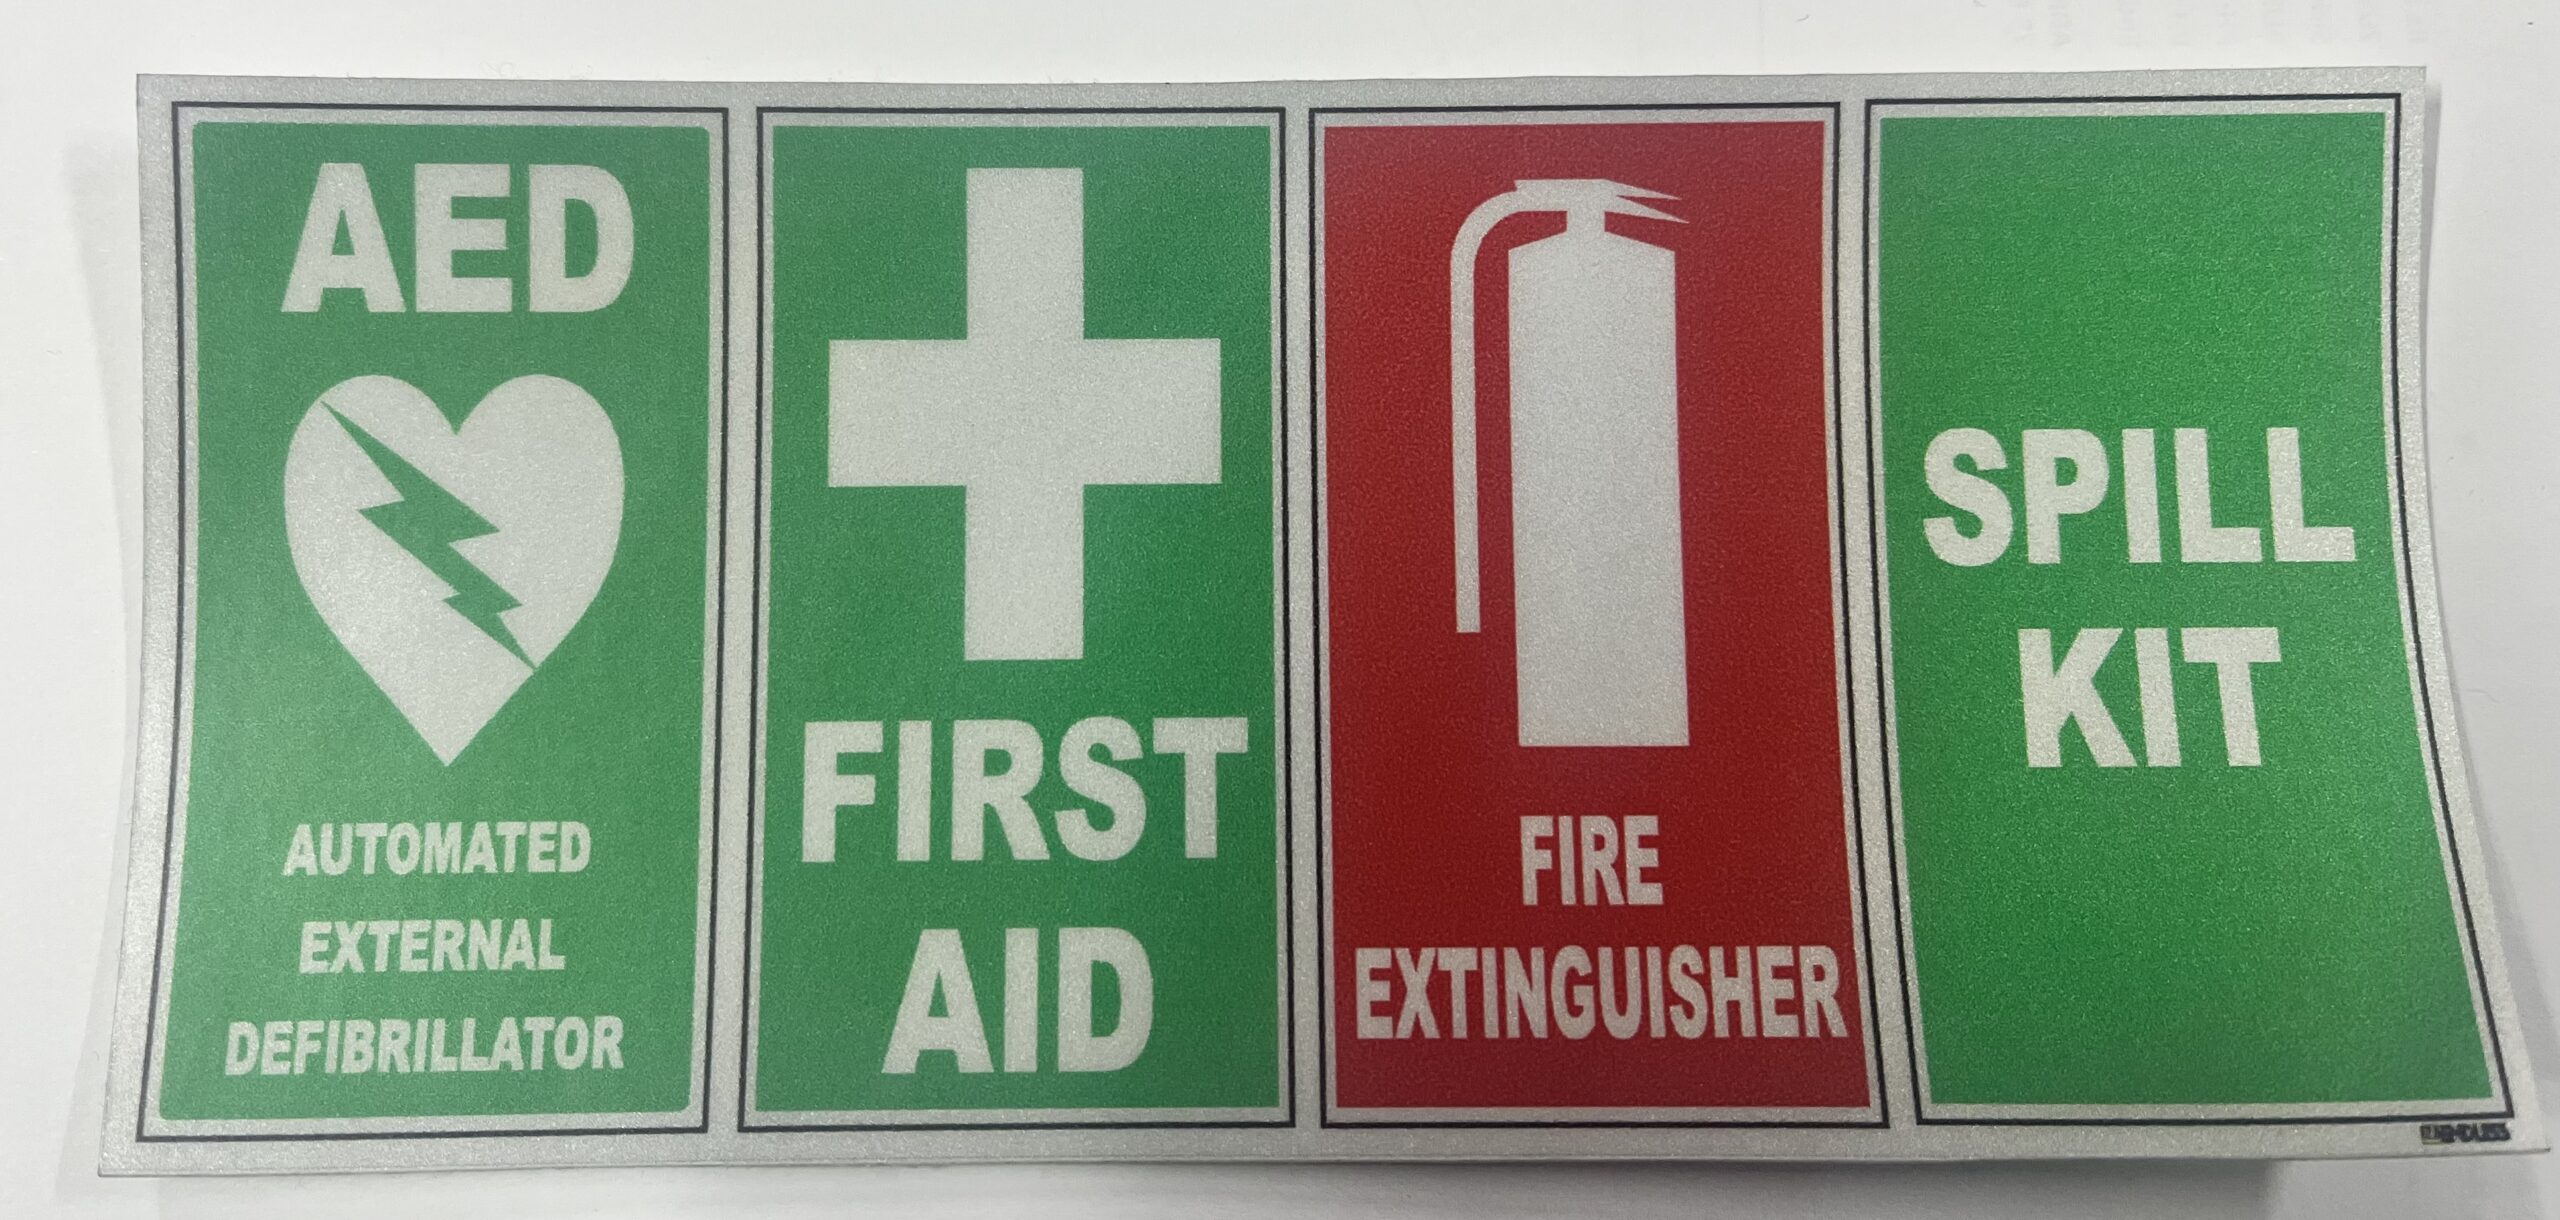 AED
AUTOMATED
EXTERNAL
DEFIBRILLATOR
FIRST
AID
FIRE
EXTINGUISHER
SPILL
KIT